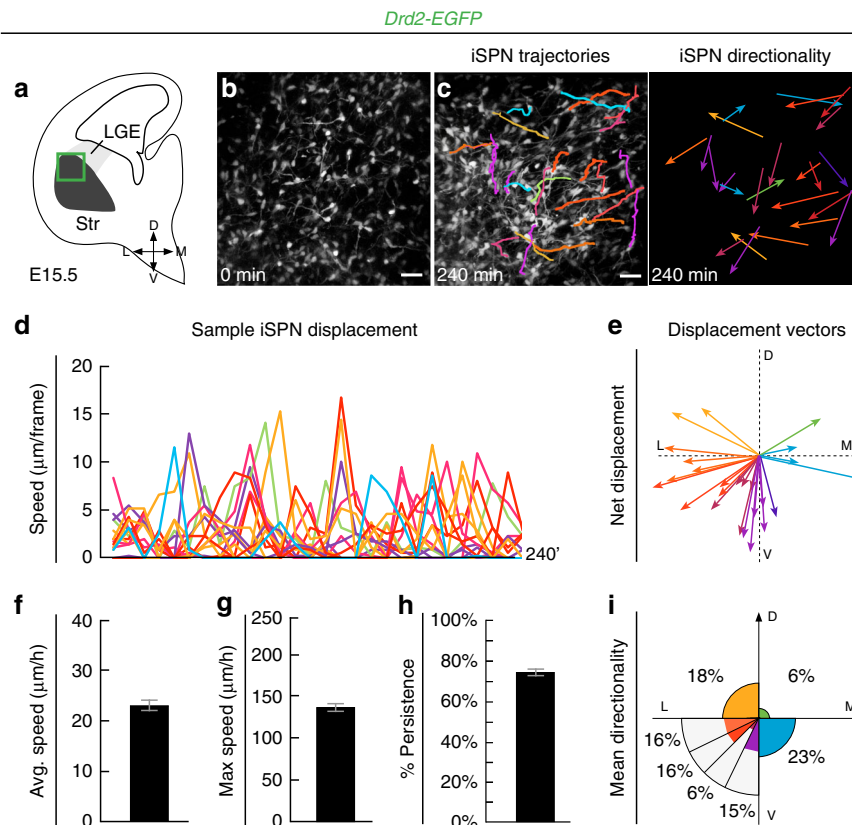 Drd2-EGFP
iSPN trajectories
iSPN directionality
a
b
c
LGE
Str
D
L
M
V
E15.5
0 min
240 min
240 min
d
Sample iSPN displacement
e
Displacement vectors
Speed (μm/frame)
20
15
10
5
0
240'
Net displacement
D
L
M
V
f
g
h
i
Avg. speed (μm/h)
40
30
20
10
0
Max speed (μm/h)
250
200
150
100
50
0
% Persistence
100%
80%
60%
40%
20%
0%
Mean directionality
D
18%
6%
L
M
16%
16%
6%
15%
23%
V